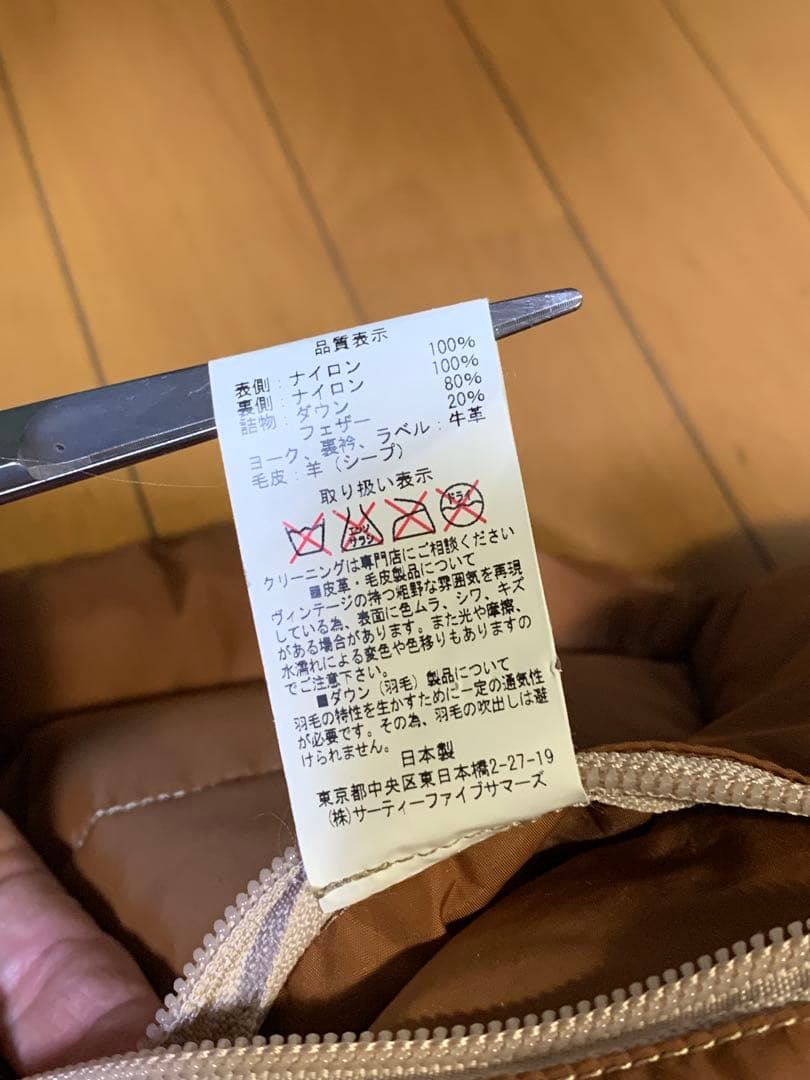 品質表示
表側：ナイロン 100%
裏側：ナイロン 100%
詰物：ダウン 80%
フェザー 20%
ヨーク、裏衿、ラベル：牛革
毛皮：羊（シープ）
取り扱い表示
エンソ サラシ ドライ
クリーニングは専門店にご相談ください
■皮革・毛皮製品について
ヴィンテージの持つ粗野な雰囲気を再現
している為、表面に色ムラ、シワ、キズ
がある場合があります。また光や摩擦、
水濡れによる変色や色移りもありますの
でご注意下さい。
■ダウン（羽毛）製品について
羽毛の特性を生かすために一定の通気性
が必要です。その為、羽毛の吹出しは避
けられません。
日本製
東京都中央区東日本橋2-27-19
（株）サーティーファイブサマーズ